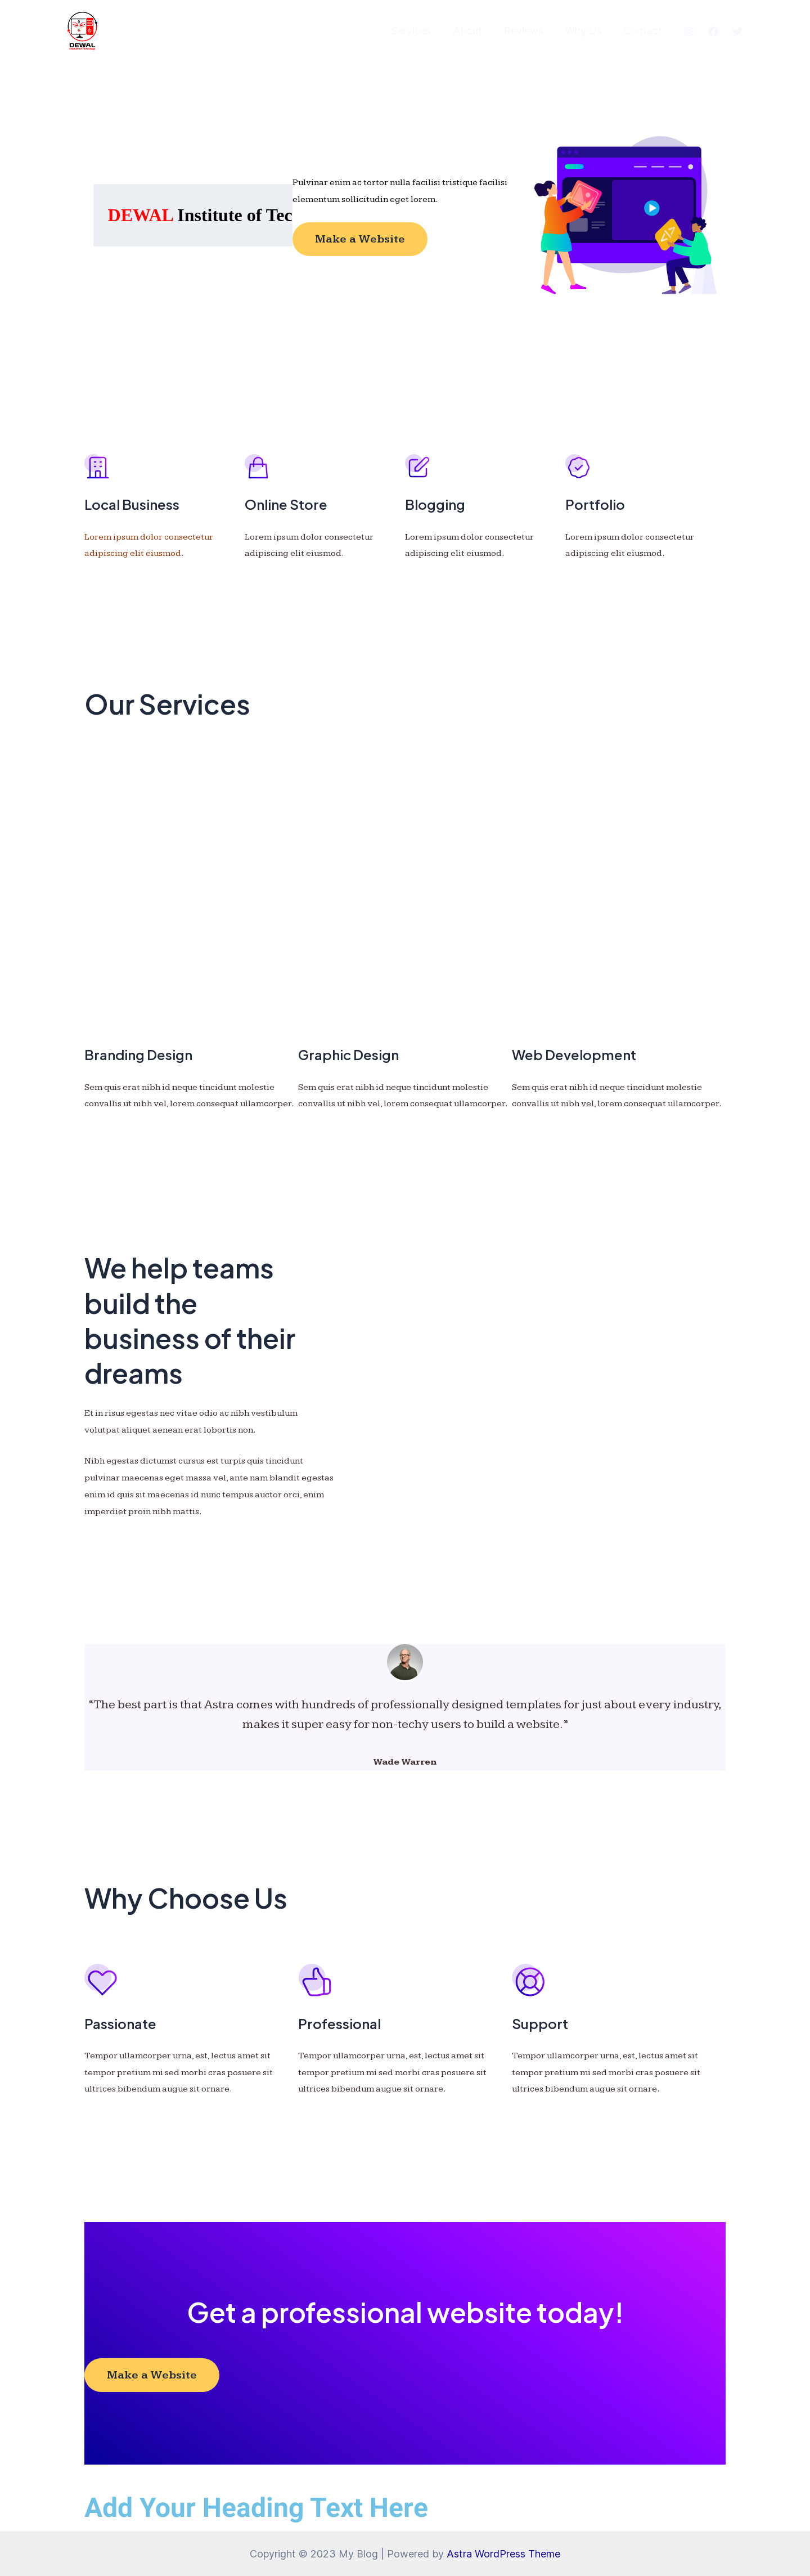 DEWAL
Services
About
Reviews
Why Us
Contact
DEWAL Institute of Tec
Pulvinar enim ac tortor nulla facilisi tristique facilisi
elementum sollicitudin eget lorem.
Make a Website
Local Business
Lorem ipsum dolor consectetur
adipiscing elit eiusmod.
Online Store
Lorem ipsum dolor consectetur
adipiscing elit eiusmod.
Blogging
Lorem ipsum dolor consectetur
adipiscing elit eiusmod.
Portfolio
Lorem ipsum dolor consectetur
adipiscing elit eiusmod.
Our Services
Branding Design
Sem quis erat nibh id neque tincidunt molestie
convallis ut nibh vel, lorem consequat ullamcorper.
Graphic Design
Sem quis erat nibh id neque tincidunt molestie
convallis ut nibh vel, lorem consequat ullamcorper.
Web Development
Sem quis erat nibh id neque tincidunt molestie
convallis ut nibh vel, lorem consequat ullamcorper.
We help teams
build the
business of their
dreams
Et in risus egestas nec vitae odio ac nibh vestibulum
volutpat aliquet aenean erat lobortis non.
Nibh egestas dictumst cursus est turpis quis tincidunt
pulvinar maecenas eget massa vel, ante nam blandit egestas
enim id quis sit maecenas id nunc tempus auctor orci, enim
imperdiet proin nibh mattis.
“The best part is that Astra comes with hundreds of professionally designed templates for just about every industry,
makes it super easy for non-techy users to build a website.”
Wade Warren
Why Choose Us
Passionate
Tempor ullamcorper urna, est, lectus amet sit
tempor pretium mi sed morbi cras posuere sit
ultrices bibendum augue sit ornare.
Professional
Tempor ullamcorper urna, est, lectus amet sit
tempor pretium mi sed morbi cras posuere sit
ultrices bibendum augue sit ornare.
Support
Tempor ullamcorper urna, est, lectus amet sit
tempor pretium mi sed morbi cras posuere sit
ultrices bibendum augue sit ornare.
Get a professional website today!
Make a Website
Add Your Heading Text Here
Copyright © 2023 My Blog | Powered by Astra WordPress Theme